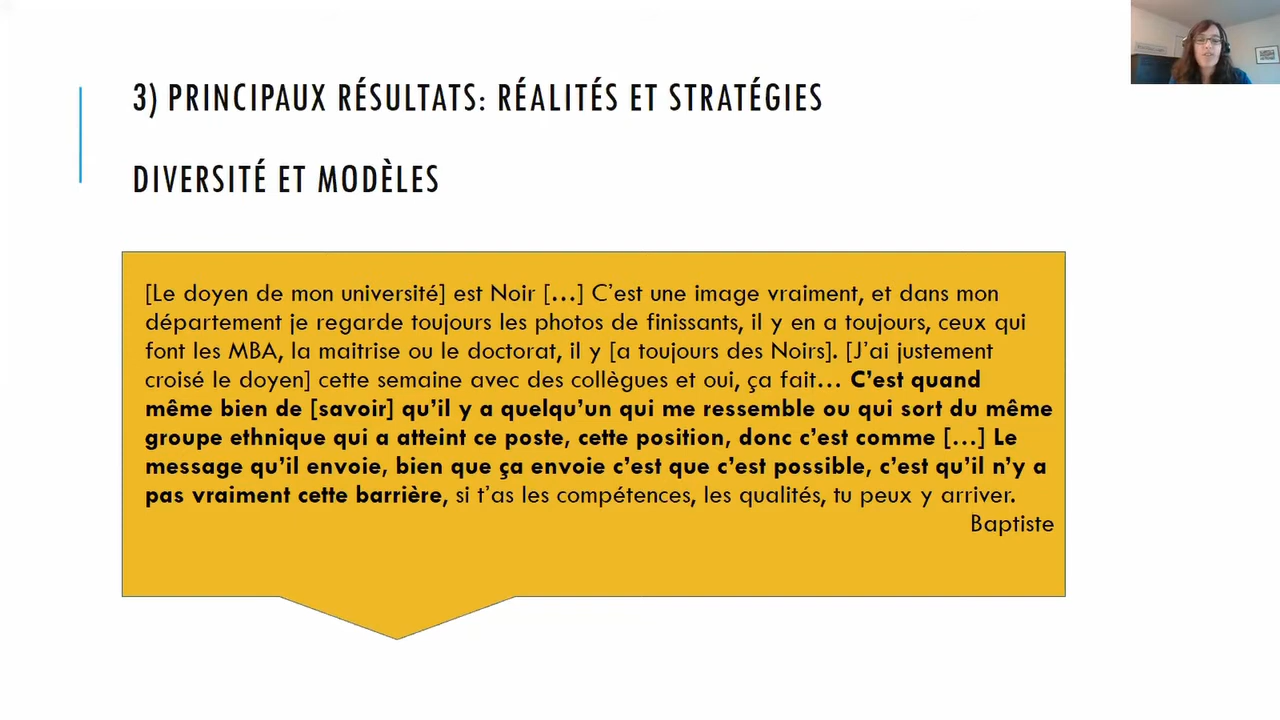 3) PRINCIPAUX RÉSULTATS: RÉALITÉS ET STRATÉGIES
DIVERSITÉ ET MODÈLES
[Le doyen de mon université] est Noir […] C’est une image vraiment, et dans mon
département je regarde toujours les photos de finissants, il y en a toujours, ceux qui
font les MBA, la maitrise ou le doctorat, il y [a toujours des Noirs]. [J’ai justement
croisé le doyen] cette semaine avec des collègues et oui, ça fait… C’est quand
même bien de [savoir] qu’il y a quelqu’un qui me ressemble ou qui sort du même
groupe ethnique qui a atteint ce poste, cette position, donc c’est comme […] Le
message qu’il envoie, bien que ça envoie c’est que c’est possible, c’est qu’il n’y a
pas vraiment cette barrière, si t’as les compétences, les qualités, tu peux y arriver.
Baptiste